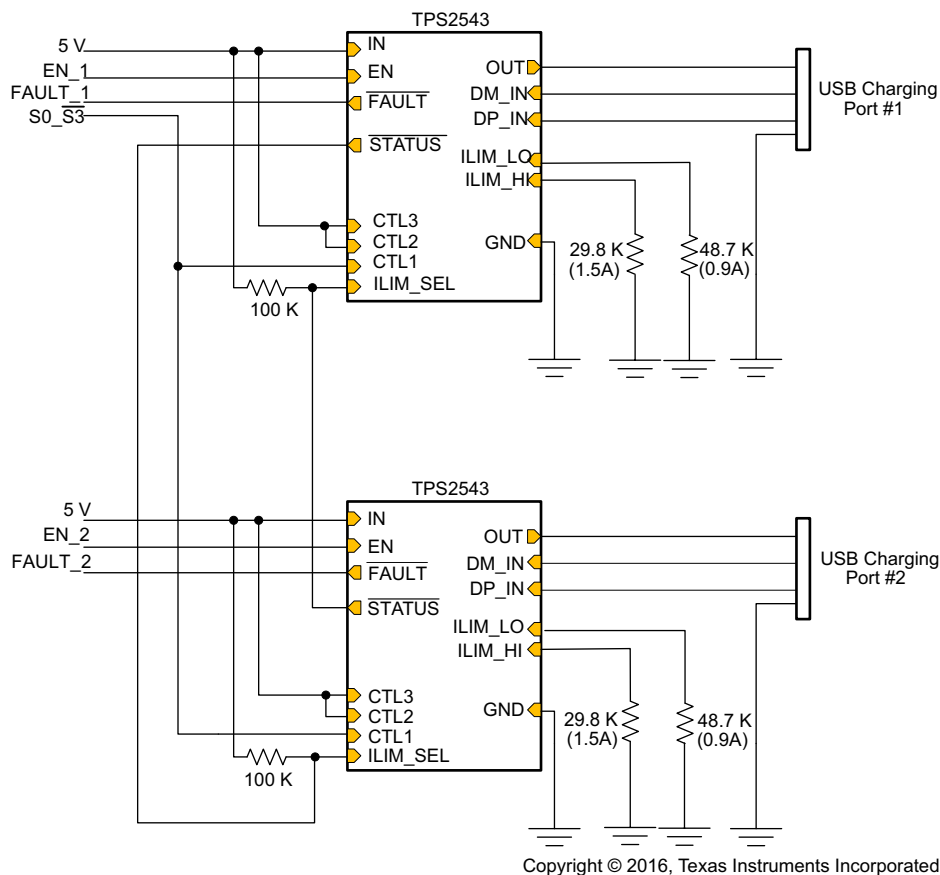 TPS2543
5 V
EN_1
FAULT_1
S0_S3
IN
EN
FAULT
STATUS
CTL3
CTL2
CTL1
ILIM_SEL
100 K
OUT
DM_IN
DP_IN
ILIM_LO
ILIM_HI
GND
29.8 K
(1.5A)
48.7 K
(0.9A)
USB Charging
Port #1
TPS2543
5 V
EN_2
FAULT_2
IN
EN
FAULT
STATUS
CTL3
CTL2
CTL1
ILIM_SEL
100 K
OUT
DM_IN
DP_IN
ILIM_LO
ILIM_HI
GND
29.8 K
(1.5A)
48.7 K
(0.9A)
USB Charging
Port #2
Copyright © 2016, Texas Instruments Incorporated